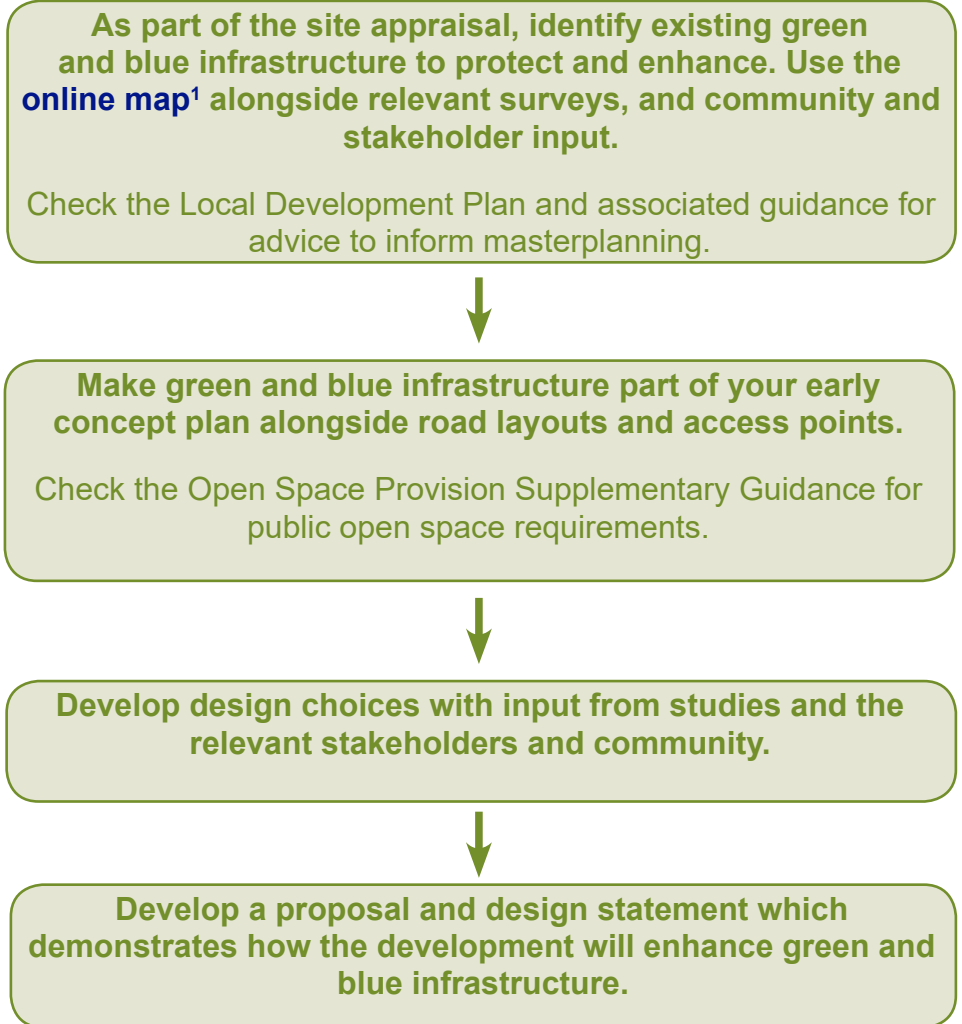 As part of the site appraisal, identify existing green
and blue infrastructure to protect and enhance. Use the
online map¹ alongside relevant surveys, and community and
stakeholder input.
Check the Local Development Plan and associated guidance for
advice to inform masterplanning.
Make green and blue infrastructure part of your early
concept plan alongside road layouts and access points.
Check the Open Space Provision Supplementary Guidance for
public open space requirements.
Develop design choices with input from studies and the
relevant stakeholders and community.
Develop a proposal and design statement which
demonstrates how the development will enhance green and
blue infrastructure.